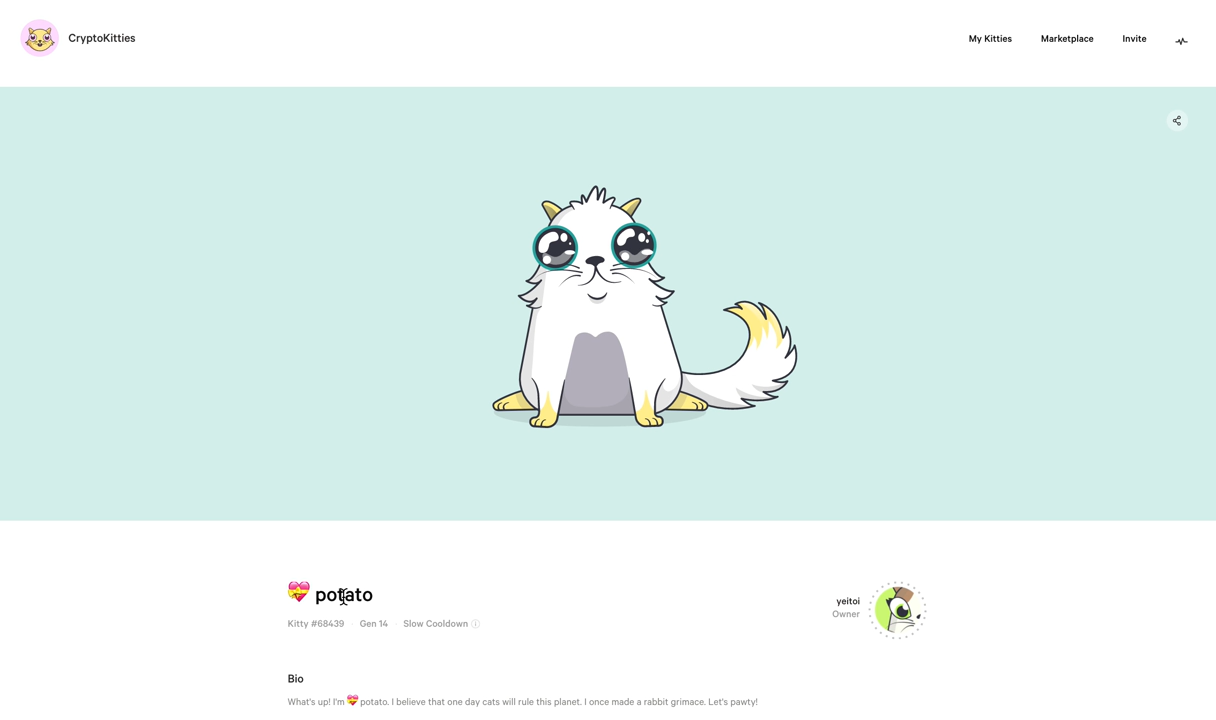 CryptoKitties
My Kitties
Marketplace
Invite
💝 potato
yeitoi
Owner
Kitty #68439
Gen 14
Slow Cooldown
Bio
What's up! I'm 💝 potato. I believe that one day cats will rule this planet. I once made a rabbit grimace. Let's pawty!